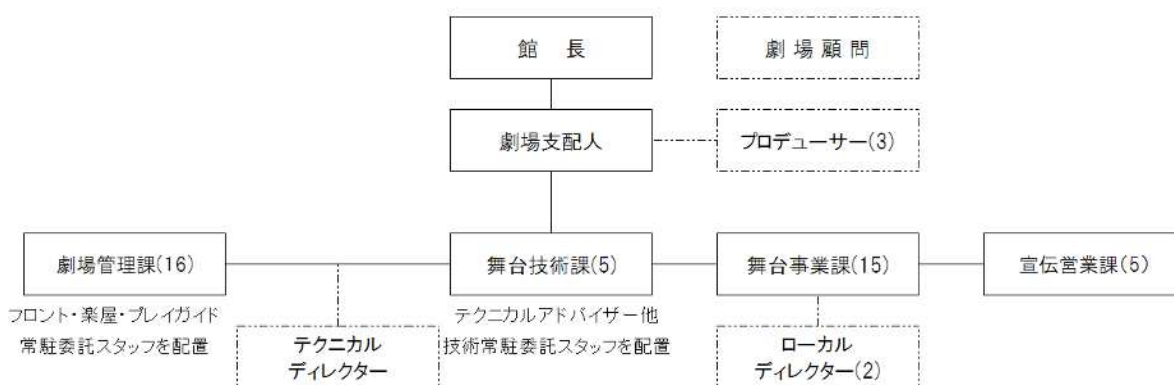 館　長
劇場顧問
劇場支配人
プロデューサー(3)
劇場管理課(16)
舞台技術課(5)
舞台事業課(15)
宣伝営業課(5)
フロント・楽屋・プレイガイド
常駐委託スタッフを配置
テクニカルアドバイザー他
技術常駐委託スタッフを配置
テクニカル
ディレクター
ローカル
ディレクター(2)